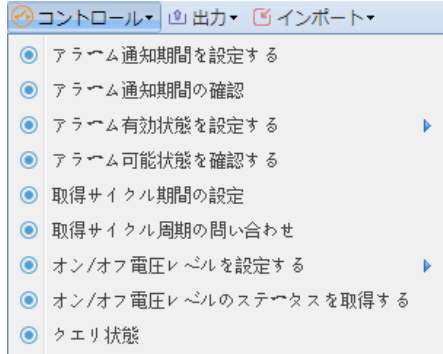 コントロール▾ 出力▾ インポート▾
アラーム通知期間を設定する
アラーム通知期間の確認
アラーム有効状態を設定する
アラーム可能状態を確認する
取得サイクル期間の設定
取得サイクル周期の問い合わせ
オン/オフ電圧レベルを設定する
オン/オフ電圧レベルのステータスを取得する
クエリ状態